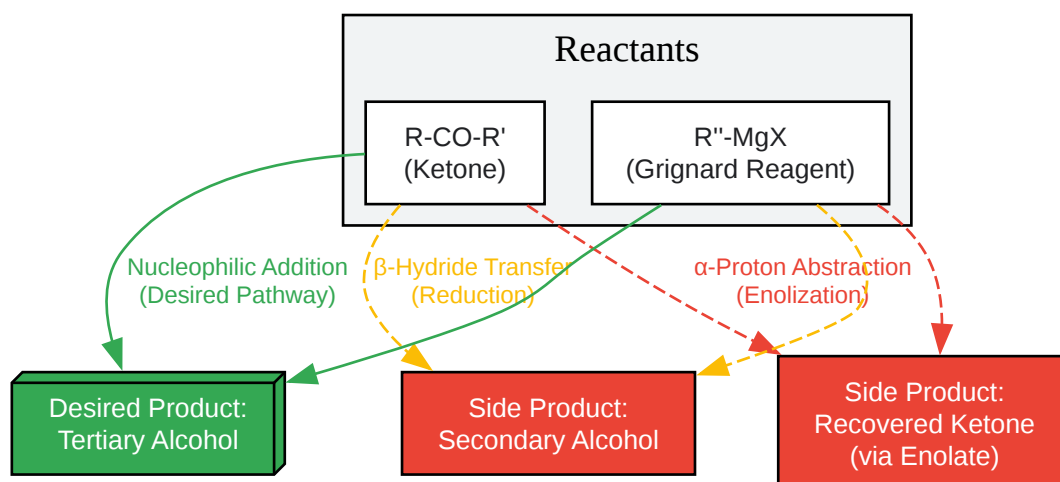 Reactants
R-CO-R'
(Ketone)
R''-MgX
(Grignard Reagent)
Nucleophilic Addition
(Desired Pathway)
β-Hydride Transfer
(Reduction)
α-Proton Abstraction
(Enolization)
Desired Product:
Tertiary Alcohol
Side Product:
Secondary Alcohol
Side Product:
Recovered Ketone
(via Enolate)